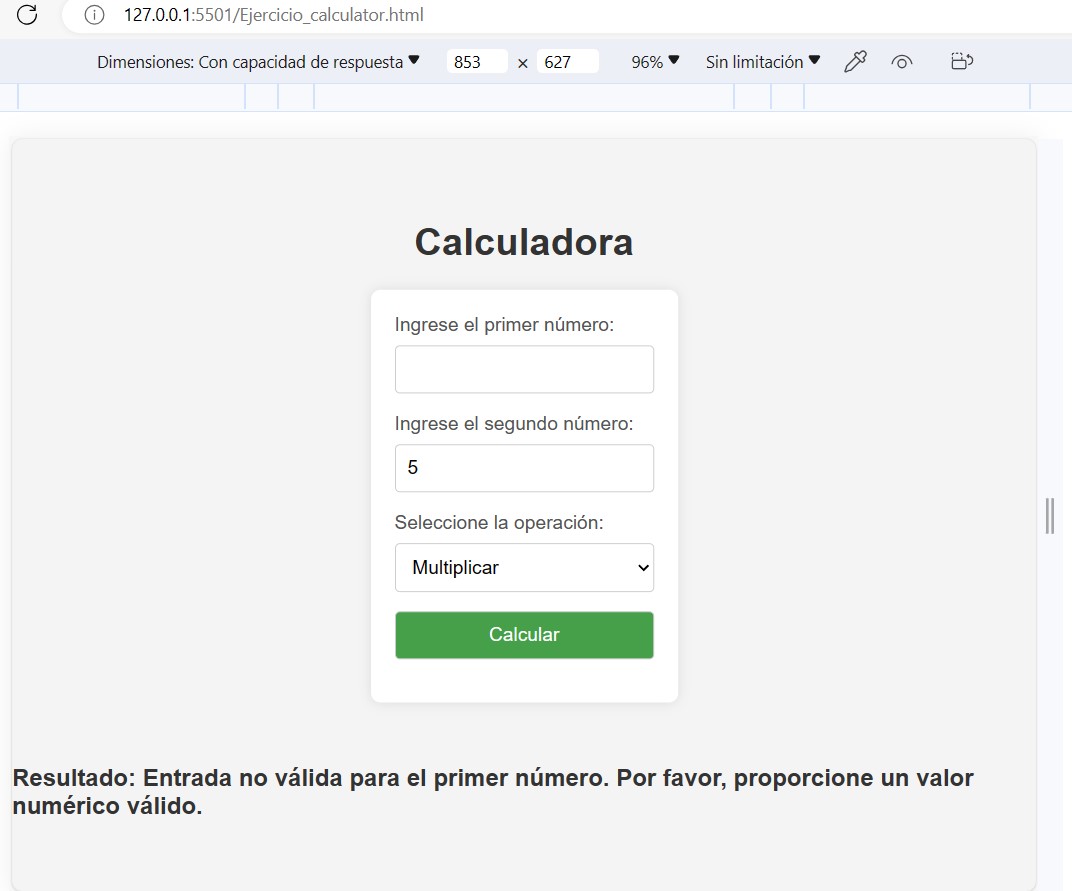 127.0.0.1:5501/Ejercicio_calculator.html
Dimensiones: Con capacidad de respuesta 853 × 627 96% Sin limitación
Calculadora
Ingrese el primer número:
Ingrese el segundo número:
5
Seleccione la operación:
Multiplicar
Calcular
Resultado: Entrada no válida para el primer número. Por favor, proporcione un valor
numérico válido.